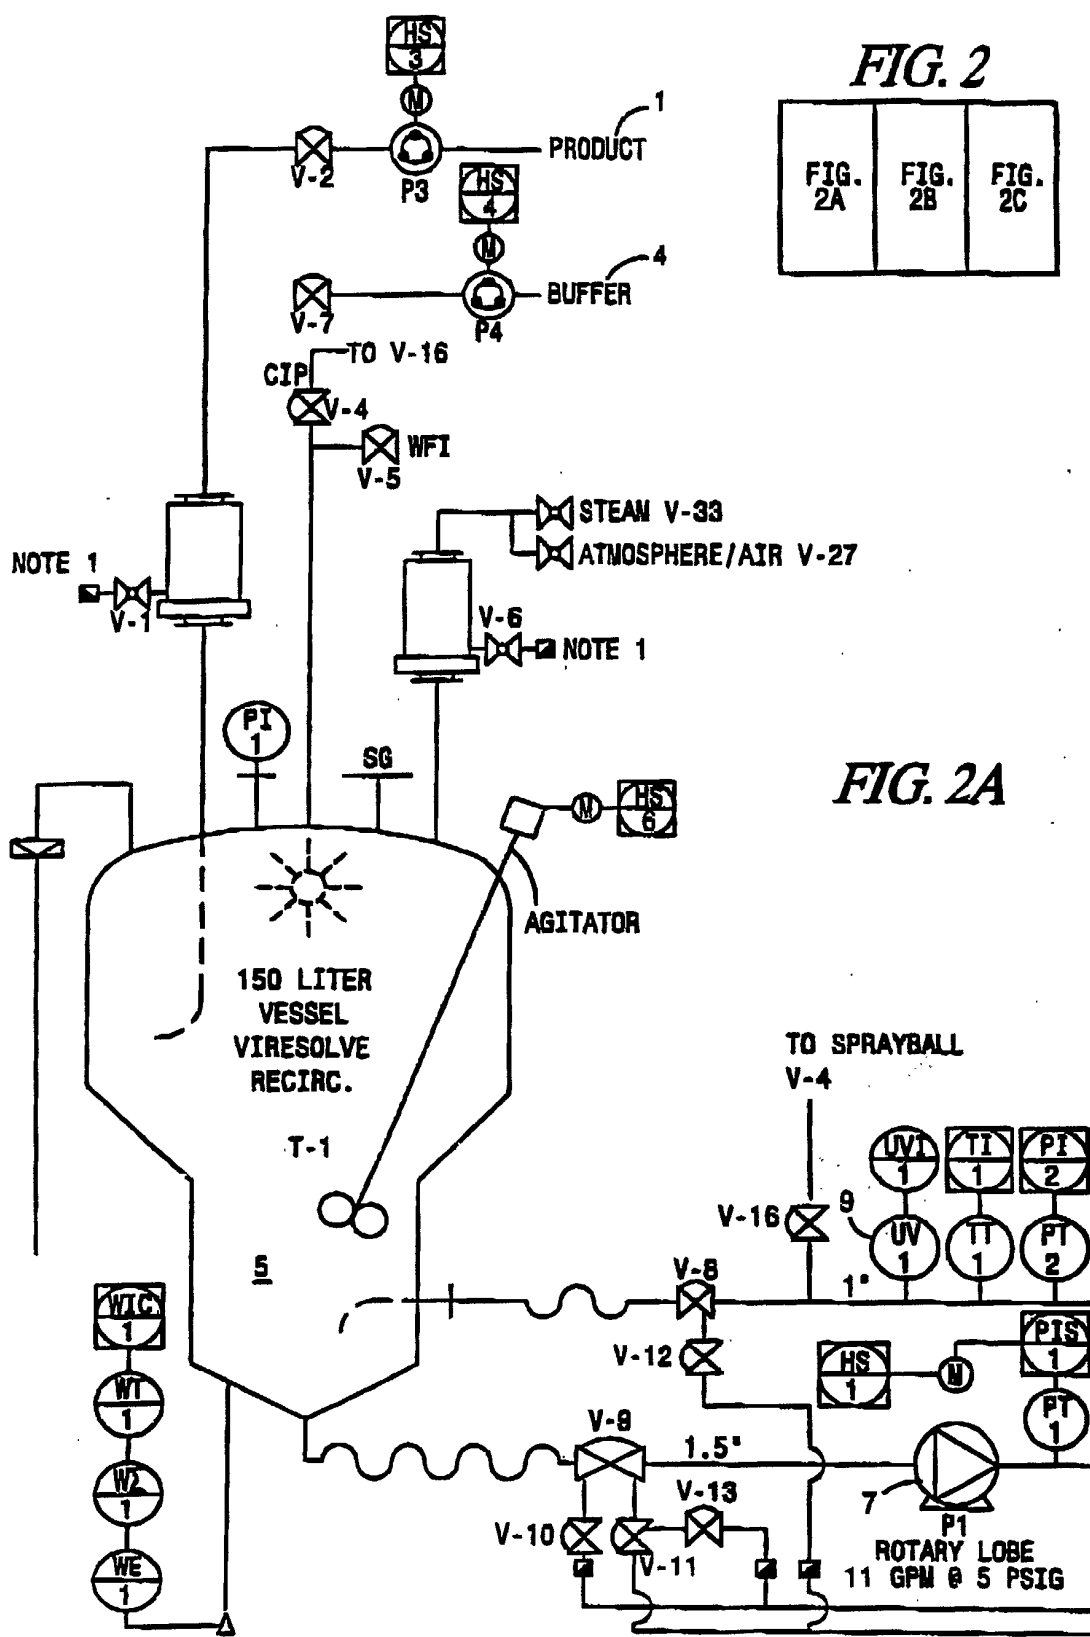 HS
3
M
FIG. 2
1
PRODUCT
V-2
P3
HS
4
M
FIG. 2A
FIG. 2B
FIG. 2C
4
BUFFER
V-7
P4
TO V-16
CIP
V-4
WFI
V-5
STEAM V-33
NOTE 1
ATMOSPHERE/AIR V-27
V-1
V-6
NOTE 1
PI
1
SG
FIG. 2A
M
HS
6
AGITATOR
150 LITER
VESSEL
VIRESOLVE
RECIRC.
TO SPRAYBALL
V-4
T-1
UVI
1
TI
1
PI
2
V-16
9
UV
1
TT
1
PT
2
5
V-8
1"
WIC
1
V-12
HS
1
M
PIS
1
WT
1
PT
1
V-9
1.5"
WZ
1
V-13
7
V-10
V-11
P1
WE
1
ROTARY LOBE
11 GPM @ 5 PSIG